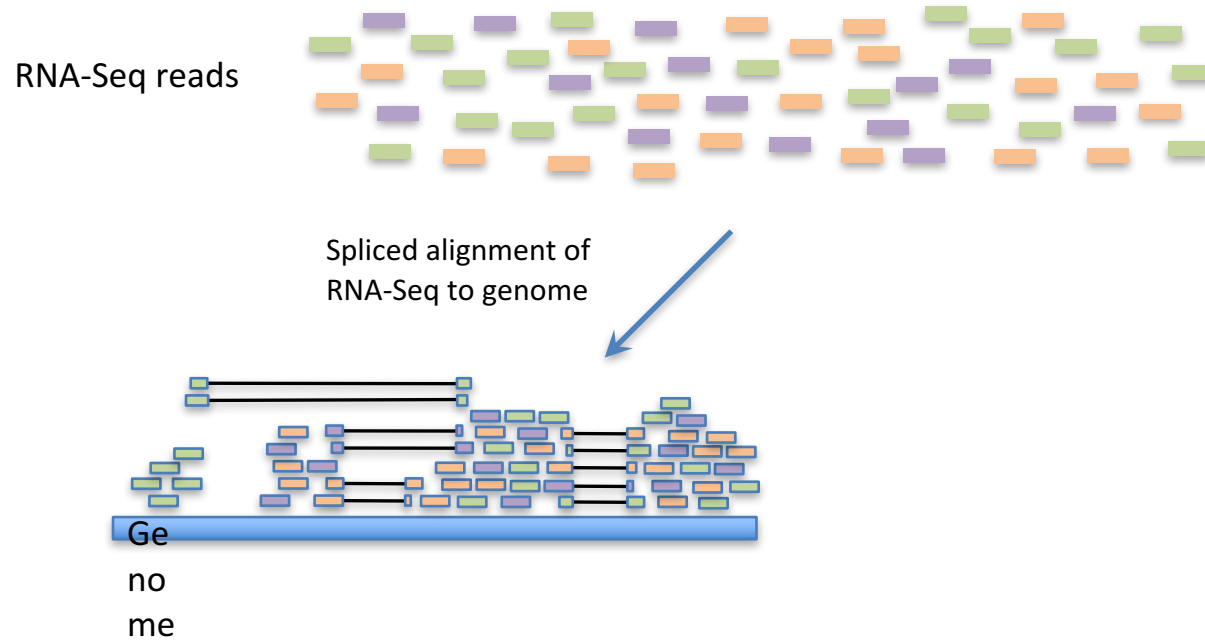 RNA-Seq reads
Spliced alignment of
RNA-Seq to genome
Ge
no
me